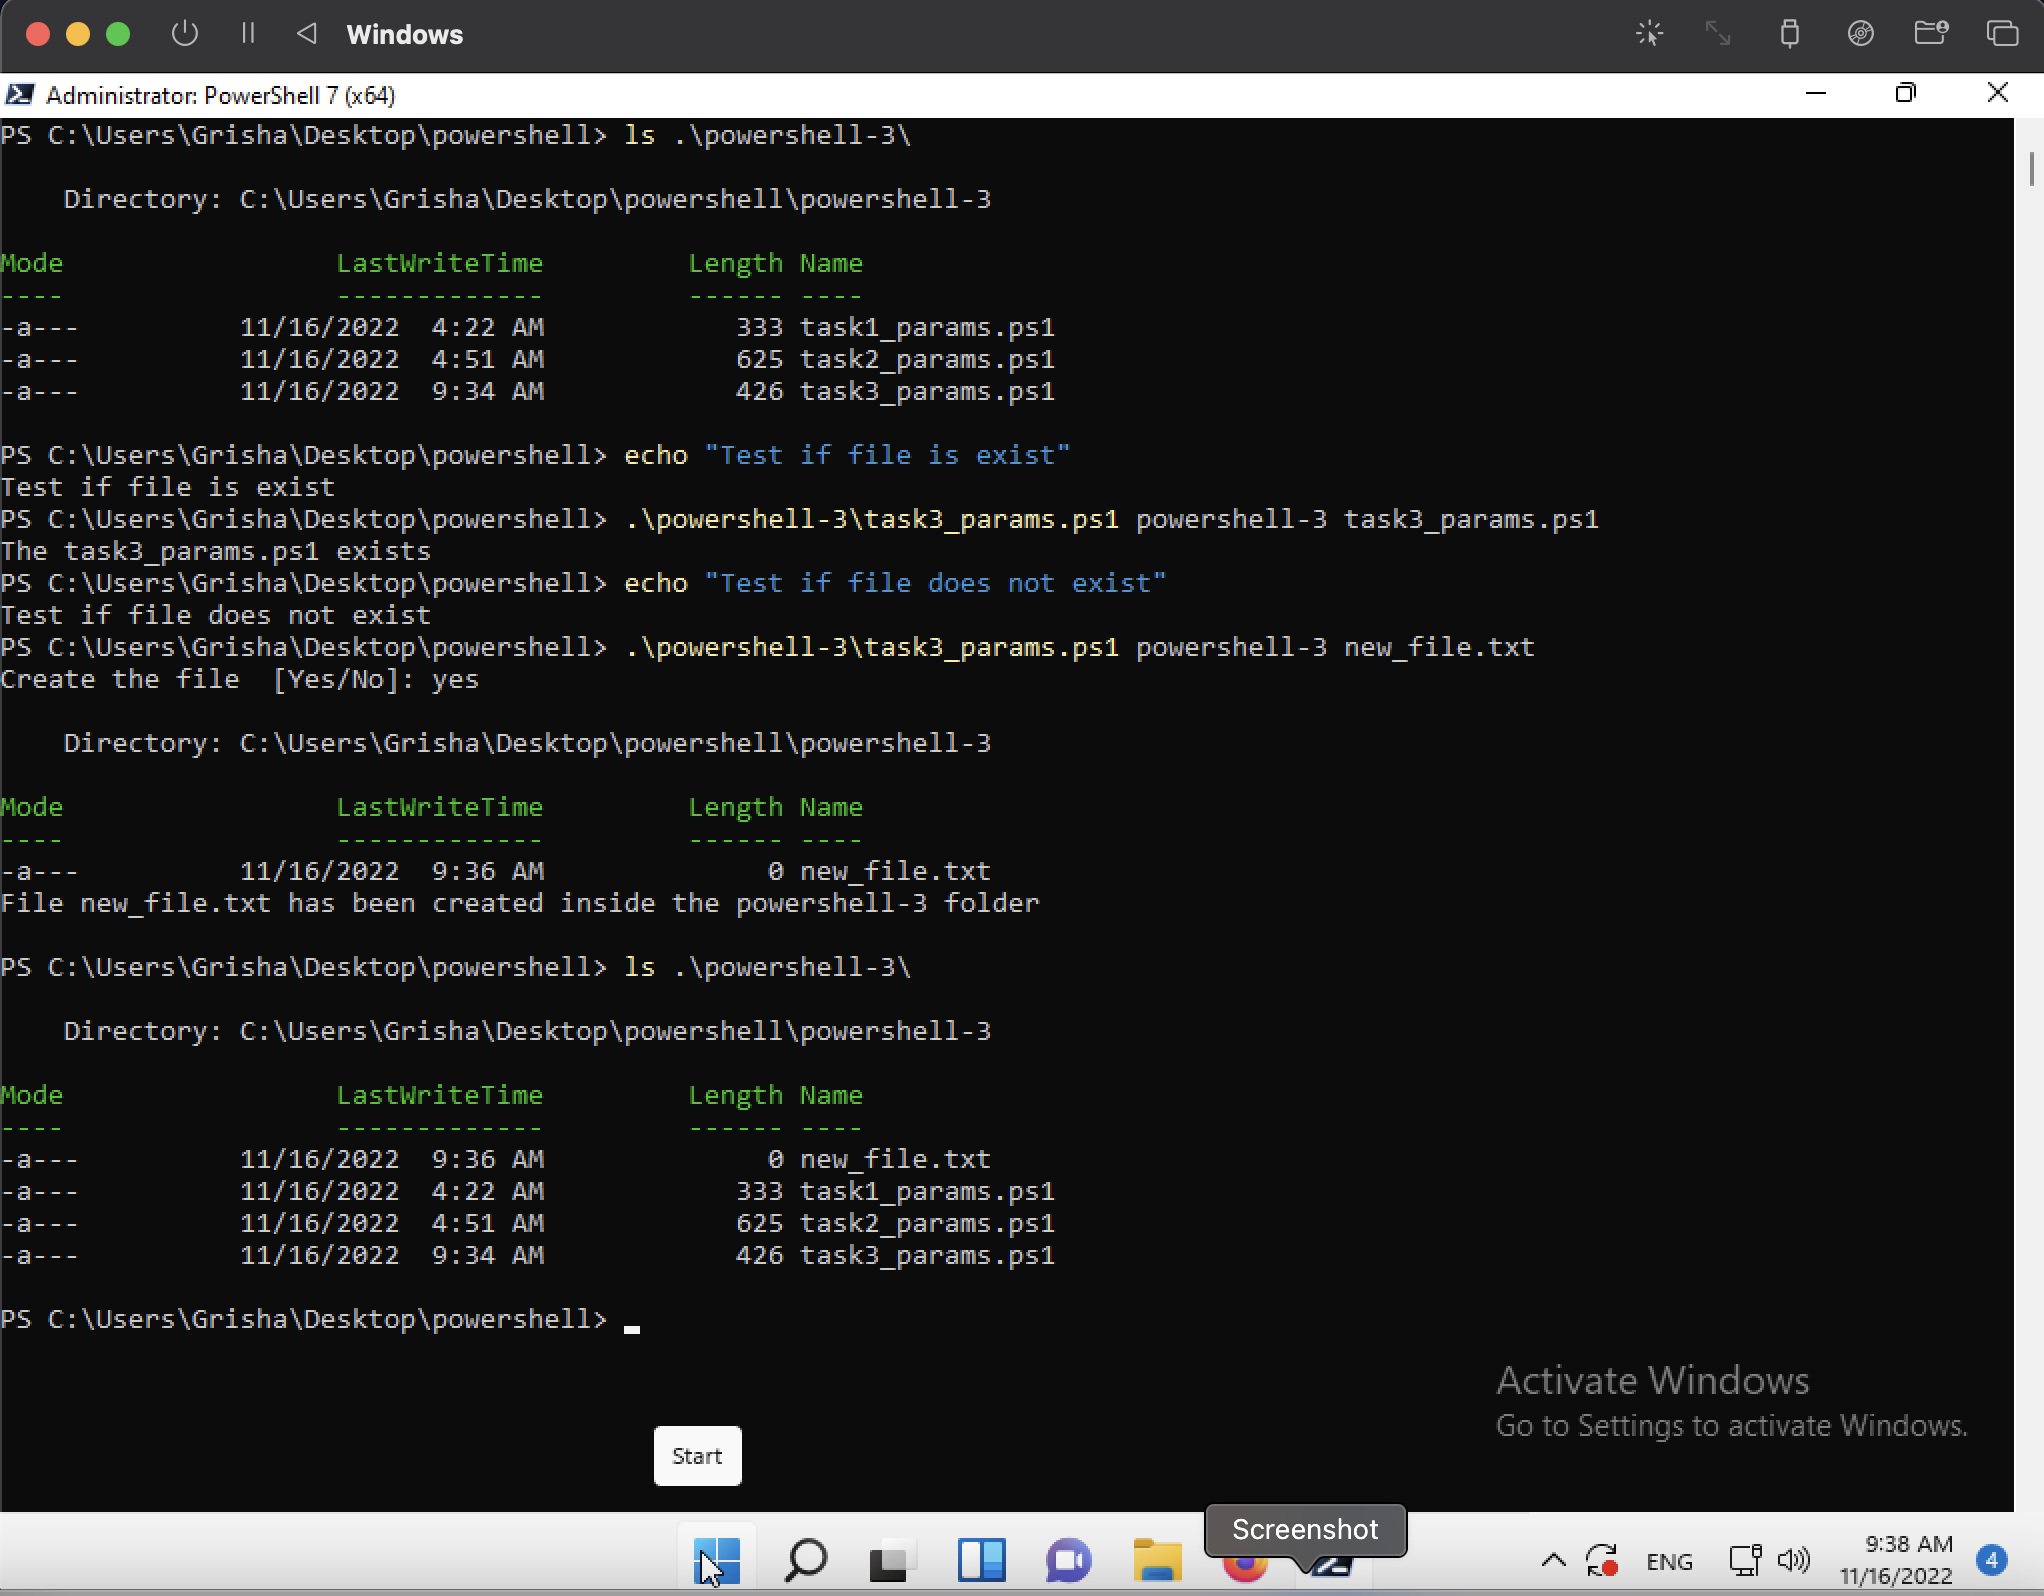 Windows
Administrator: PowerShell 7 (x64)
PS C:\Users\Grisha\Desktop\powershell> ls .\powershell-3\
Directory: C:\Users\Grisha\Desktop\powershell\powershell-3
Mode LastWriteTime Length Name
---- ------------- ------ ----
-a--- 11/16/2022 4:22 AM 333 task1_params.ps1
-a--- 11/16/2022 4:51 AM 625 task2_params.ps1
-a--- 11/16/2022 9:34 AM 426 task3_params.ps1
PS C:\Users\Grisha\Desktop\powershell> echo "Test if file is exist"
Test if file is exist
PS C:\Users\Grisha\Desktop\powershell> .\powershell-3\task3_params.ps1 powershell-3 task3_params.ps1
The task3_params.ps1 exists
PS C:\Users\Grisha\Desktop\powershell> echo "Test if file does not exist"
Test if file does not exist
PS C:\Users\Grisha\Desktop\powershell> .\powershell-3\task3_params.ps1 powershell-3 new_file.txt
Create the file  [Yes/No]: yes
Directory: C:\Users\Grisha\Desktop\powershell\powershell-3
Mode LastWriteTime Length Name
---- ------------- ------ ----
-a--- 11/16/2022 9:36 AM 0 new_file.txt
File new_file.txt has been created inside the powershell-3 folder
PS C:\Users\Grisha\Desktop\powershell> ls .\powershell-3\
Directory: C:\Users\Grisha\Desktop\powershell\powershell-3
Mode LastWriteTime Length Name
---- ------------- ------ ----
-a--- 11/16/2022 9:36 AM 0 new_file.txt
-a--- 11/16/2022 4:22 AM 333 task1_params.ps1
-a--- 11/16/2022 4:51 AM 625 task2_params.ps1
-a--- 11/16/2022 9:34 AM 426 task3_params.ps1
PS C:\Users\Grisha\Desktop\powershell>
Activate Windows
Go to Settings to activate Windows.
Start
Screenshot
ENG
9:38 AM
11/16/2022
4